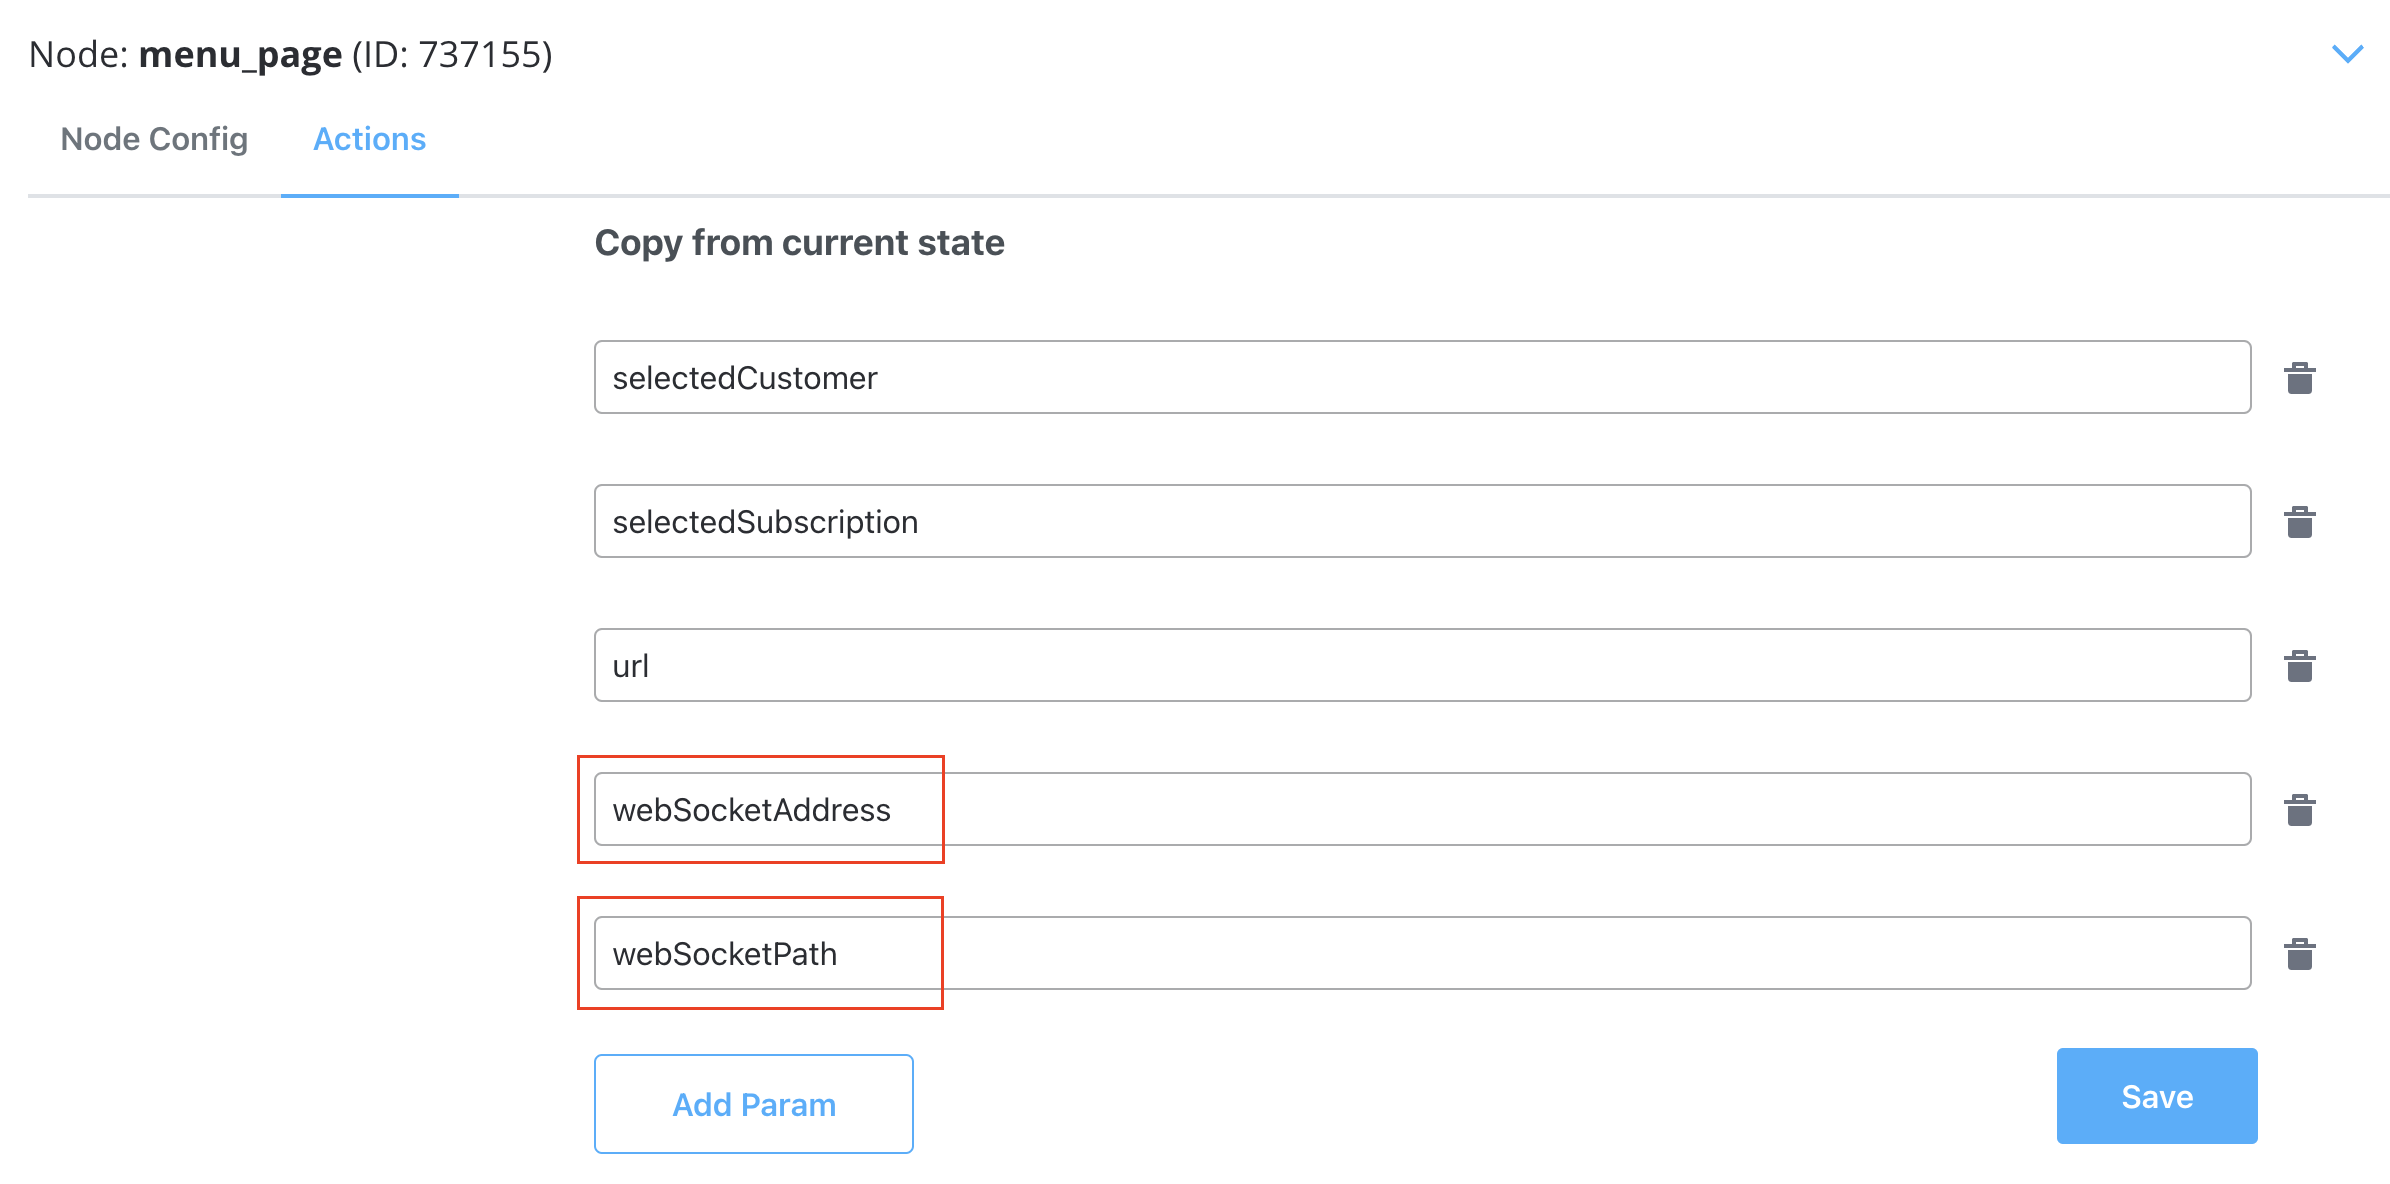 Node: menu_page (ID: 737155)
Node Config Actions
Copy from current state
selectedCustomer
selectedSubscription
url
webSocketAddress
webSocketPath
Add Param Save